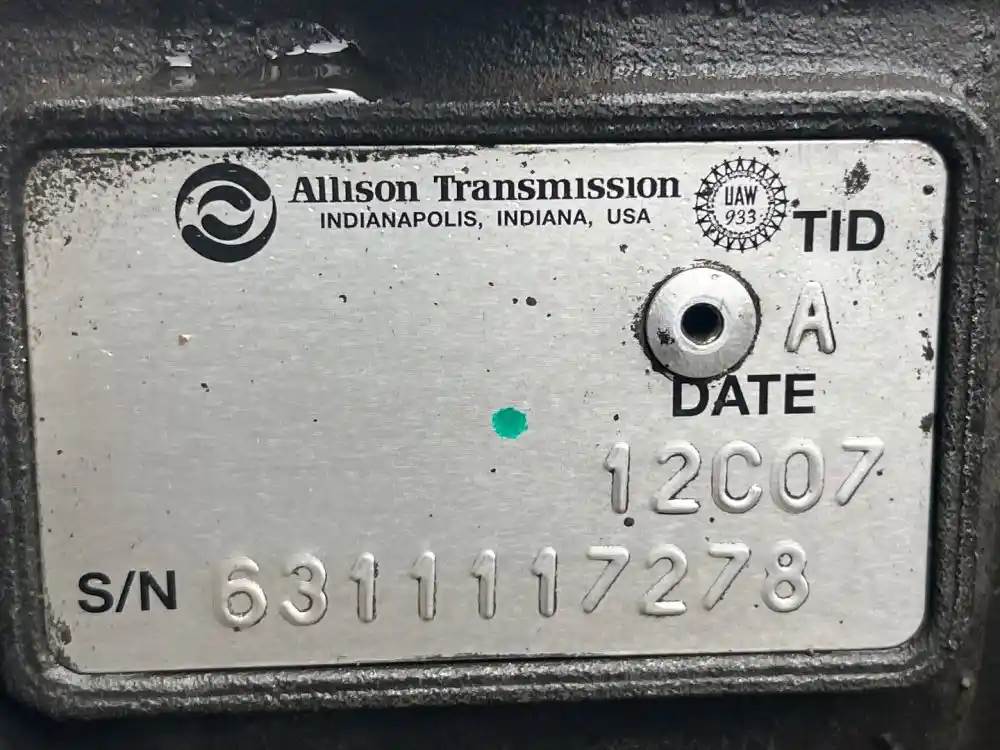 Allison Transmission
INDIANAPOLIS, INDIANA, USA
UAW
933
TID
A
DATE
12C07
S/N 6311117278